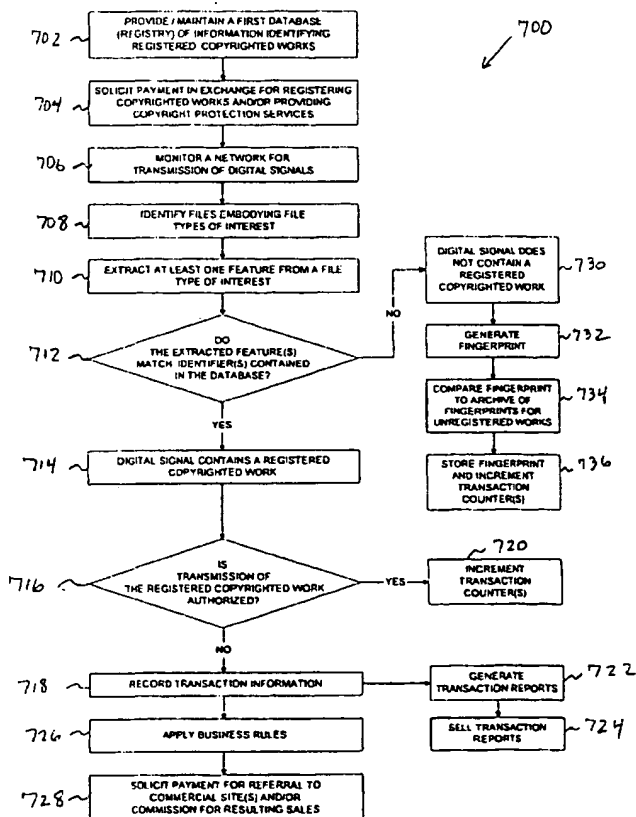 702
PROVIDE / MAINTAIN A FIRST DATABASE
(REGISTRY) OF INFORMATION IDENTIFYING
REGISTERED COPYRIGHTED WORKS
700
704
SOLICIT PAYMENT IN EXCHANGE FOR REGISTERING
COPYRIGHTED WORKS AND/OR PROVIDING
COPYRIGHT PROTECTION SERVICES
706
MONITOR A NETWORK FOR
TRANSMISSION OF DIGITAL SIGNALS
708
IDENTIFY FILES EMBODYING FILE
TYPES OF INTEREST
710
EXTRACT AT LEAST ONE FEATURE FROM A FILE
TYPE OF INTEREST
712
DO
THE EXTRACTED FEATURE(S)
MATCH IDENTIFIER(S) CONTAINED
IN THE DATABASE?
NO
DIGITAL SIGNAL DOES
NOT CONTAIN A
REGISTERED
COPYRIGHTED WORK
730
GENERATE
FINGERPRINT
732
COMPARE FINGERPRINT
TO ARCHIVE OF
FINGERPRINTS FOR
UNREGISTERED WORKS
734
STORE FINGERPRINT
AND INCREMENT
TRANSACTION
COUNTER(S)
736
YES
714
DIGITAL SIGNAL CONTAINS A REGISTERED
COPYRIGHTED WORK
716
IS
TRANSMISSION OF
THE REGISTERED COPYRIGHTED WORK
AUTHORIZED?
YES
720
INCREMENT
TRANSACTION
COUNTER(S)
NO
718
RECORD TRANSACTION INFORMATION
GENERATE
TRANSACTION REPORTS
722
SELL TRANSACTION
REPORTS
724
726
APPLY BUSINESS RULES
728
SOLICIT PAYMENT FOR REFERRAL TO
COMMERCIAL SITE(S) AND/OR
COMMISSION FOR RESULTING SALES